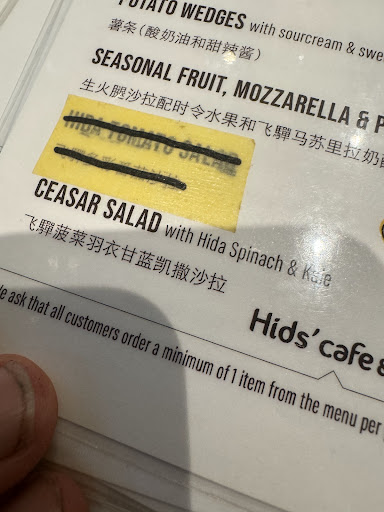 POTATO WEDGES with sourcream & swe
薯条(酸奶油和甜辣酱)
SEASONAL FRUIT, MOZZARELLA & P
生火腿沙拉配时令水果和飞騨马苏里拉奶酪
HIDA TOMATO SALAD
CEASAR SALAD with Hida Spinach & Kale
飞騨菠菜羽衣甘蓝凯撒沙拉
Hids' cafe &
e ask that all customers order a minimum of 1 item from the menu per